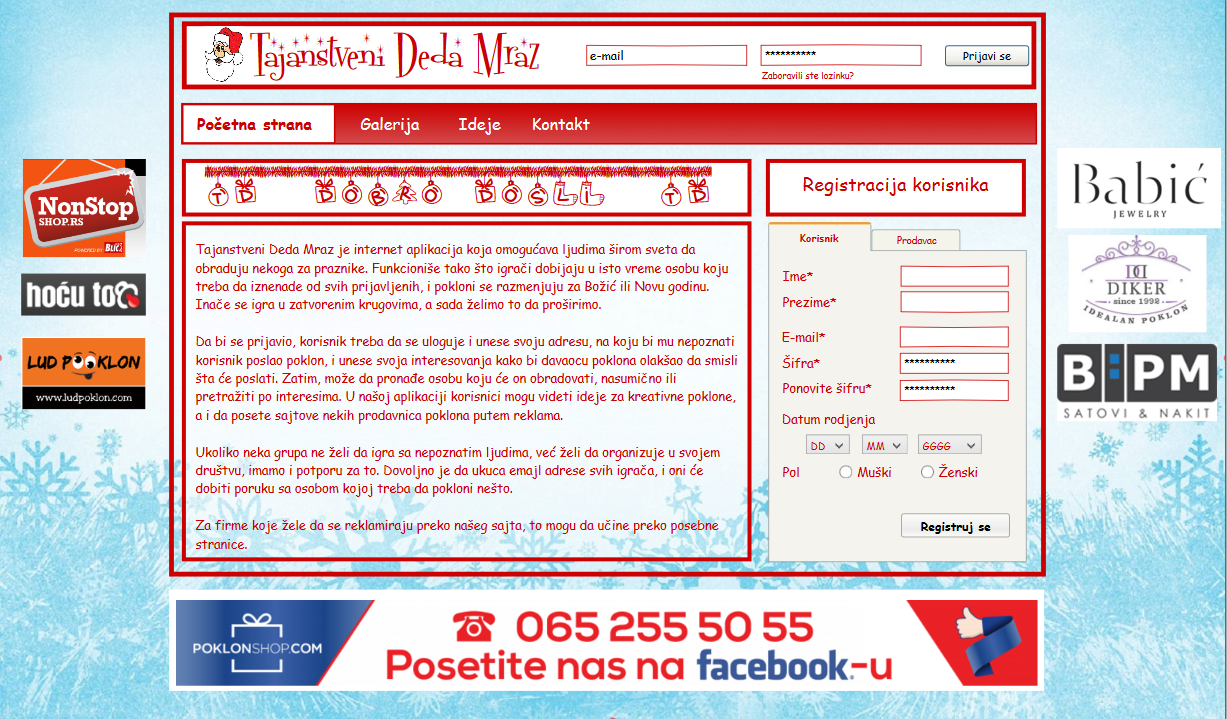 Tajanstveni Deda Mraz
e-mail
**********
Prijavi se
Zaboravili ste lozinku?
Početna strana
Galerija
Ideje
Kontakt
TD DOBRO DOŠLI TD
Registracija korisnika
Tajanstveni Deda Mraz je internet aplikacija koja omogućava ljudima širom sveta da
obraduju nekoga za praznike. Funkcioniše tako što igrači dobijaju u isto vreme osobu koju
treba da iznenade od svih prijavljenih, i pokloni se razmenjuju za Božić ili Novu godinu.
Inače se igra u zatvorenim krugovima, a sada želimo to da proširimo.
Da bi se prijavio, korisnik treba da se uloguje i unese svoju adresu, na koju bi mu nepoznati
korisnik poslao poklon, i unese svoja interesovanja kako bi davaocu poklona olakšao da smisli
šta će poslati. Zatim, može da pronađe osobu koju će on obradovati, nasumično ili
pretražiti po interesima. U našoj aplikaciji korisnici mogu videti ideje za kreativne poklone,
a i da posete sajtove nekih prodavnica poklona putem reklama.
Ukoliko neka grupa ne želi da igra sa nepoznatim ljudima, već želi da organizuje u svojem
društvu, imamo i potporu za to. Dovoljno je da ukuca emajl adrese svih igrača, i oni će
dobiti poruku sa osobom kojoj treba da pokloni nešto.
Za firme koje žele da se reklamiraju preko našeg sajta, to mogu da učine preko posebne
stranice.
Korisnik
Prodavac
Ime*
Prezime*
E-mail*
Šifra*
**********
Ponovite šifru*
**********
Datum rodjenja
DD
MM
GGGG
Pol
Muški
Ženski
Registruj se
NonStop
SHOP.RS
POWERED BY Blic
hoću to
LUD POKLON
www.ludpoklon.com
Babić
JEWELRY
DD
DIKER
since 1992
IDEALAN POKLON
B:PM
SATOVI & NAKIT
POKLONSHOP.COM
065 255 50 55
Posetite nas na facebook-u